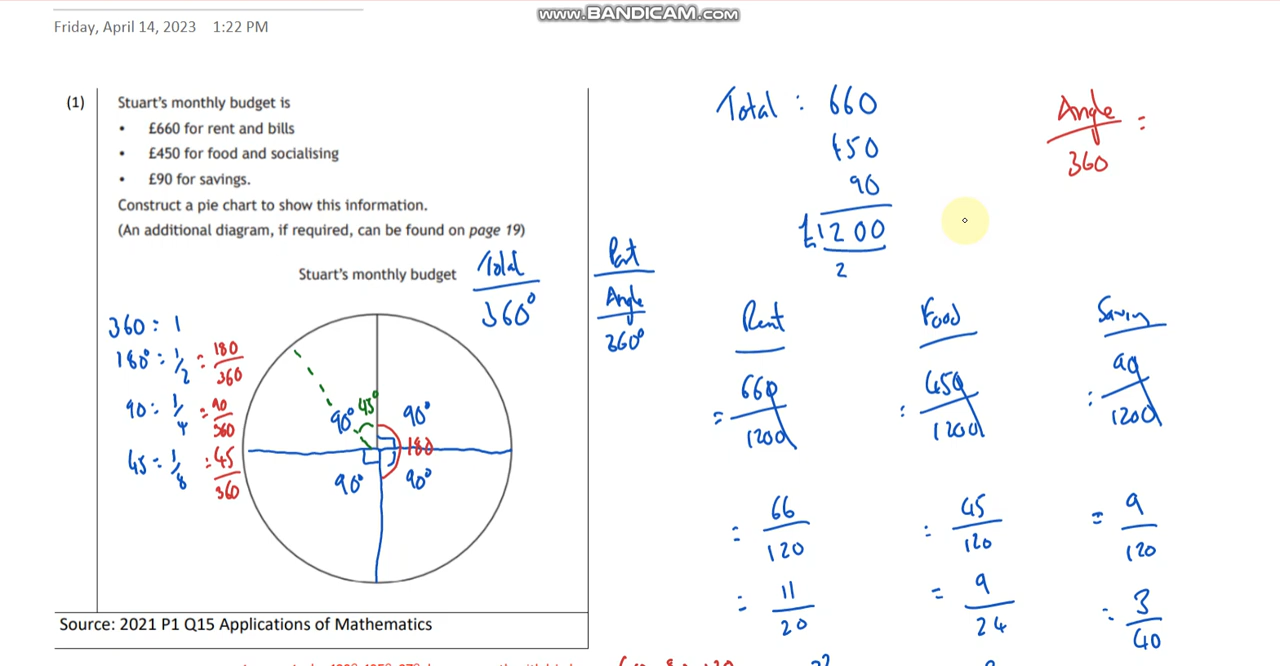 www.BANDICAM.com
Friday, April 14, 2023 1:22 PM
(1) Stuart's monthly budget is
• £660 for rent and bills
• £450 for food and socialising
• £90 for savings.
Construct a pie chart to show this information.
(An additional diagram, if required, can be found on page 19)
Stuart's monthly budget
Total
360°
360 : 1
180° : 1/2 = 180/360
90 : 1/4 = 90/360
45 = 1/8 = 45/360
90° 45° 90°
180
90° 90°
Source: 2021 P1 Q15 Applications of Mathematics
Part
Angle
360°
Total : 660
450
90
£1200
2
Angle
360 =
Rent Food Saving
= 660/1200 : 450/1200 : 90/1200
= 66/120 : 45/120 = 9/120
= 11/20 = 9/24 : 3/40